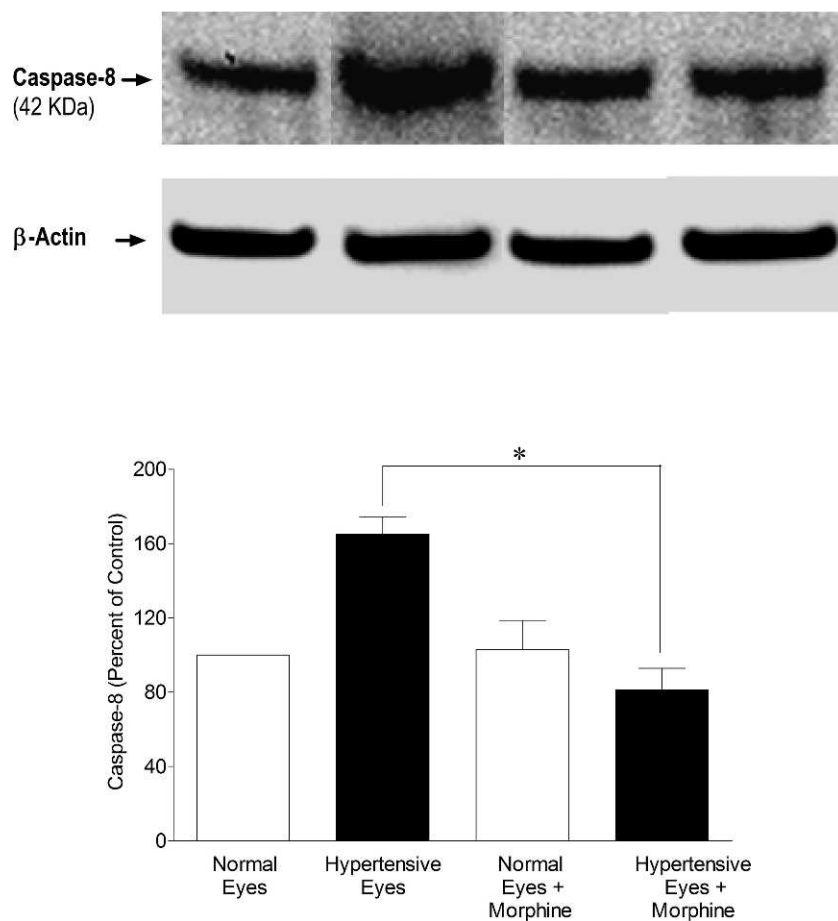 Caspase-8
(42 KDa)
β-Actin
*
Caspase-8 (Percent of Control)
200
160
120
80
40
0
Normal
Eyes
Hypertensive
Eyes
Normal
Eyes +
Morphine
Hypertensive
Eyes +
Morphine